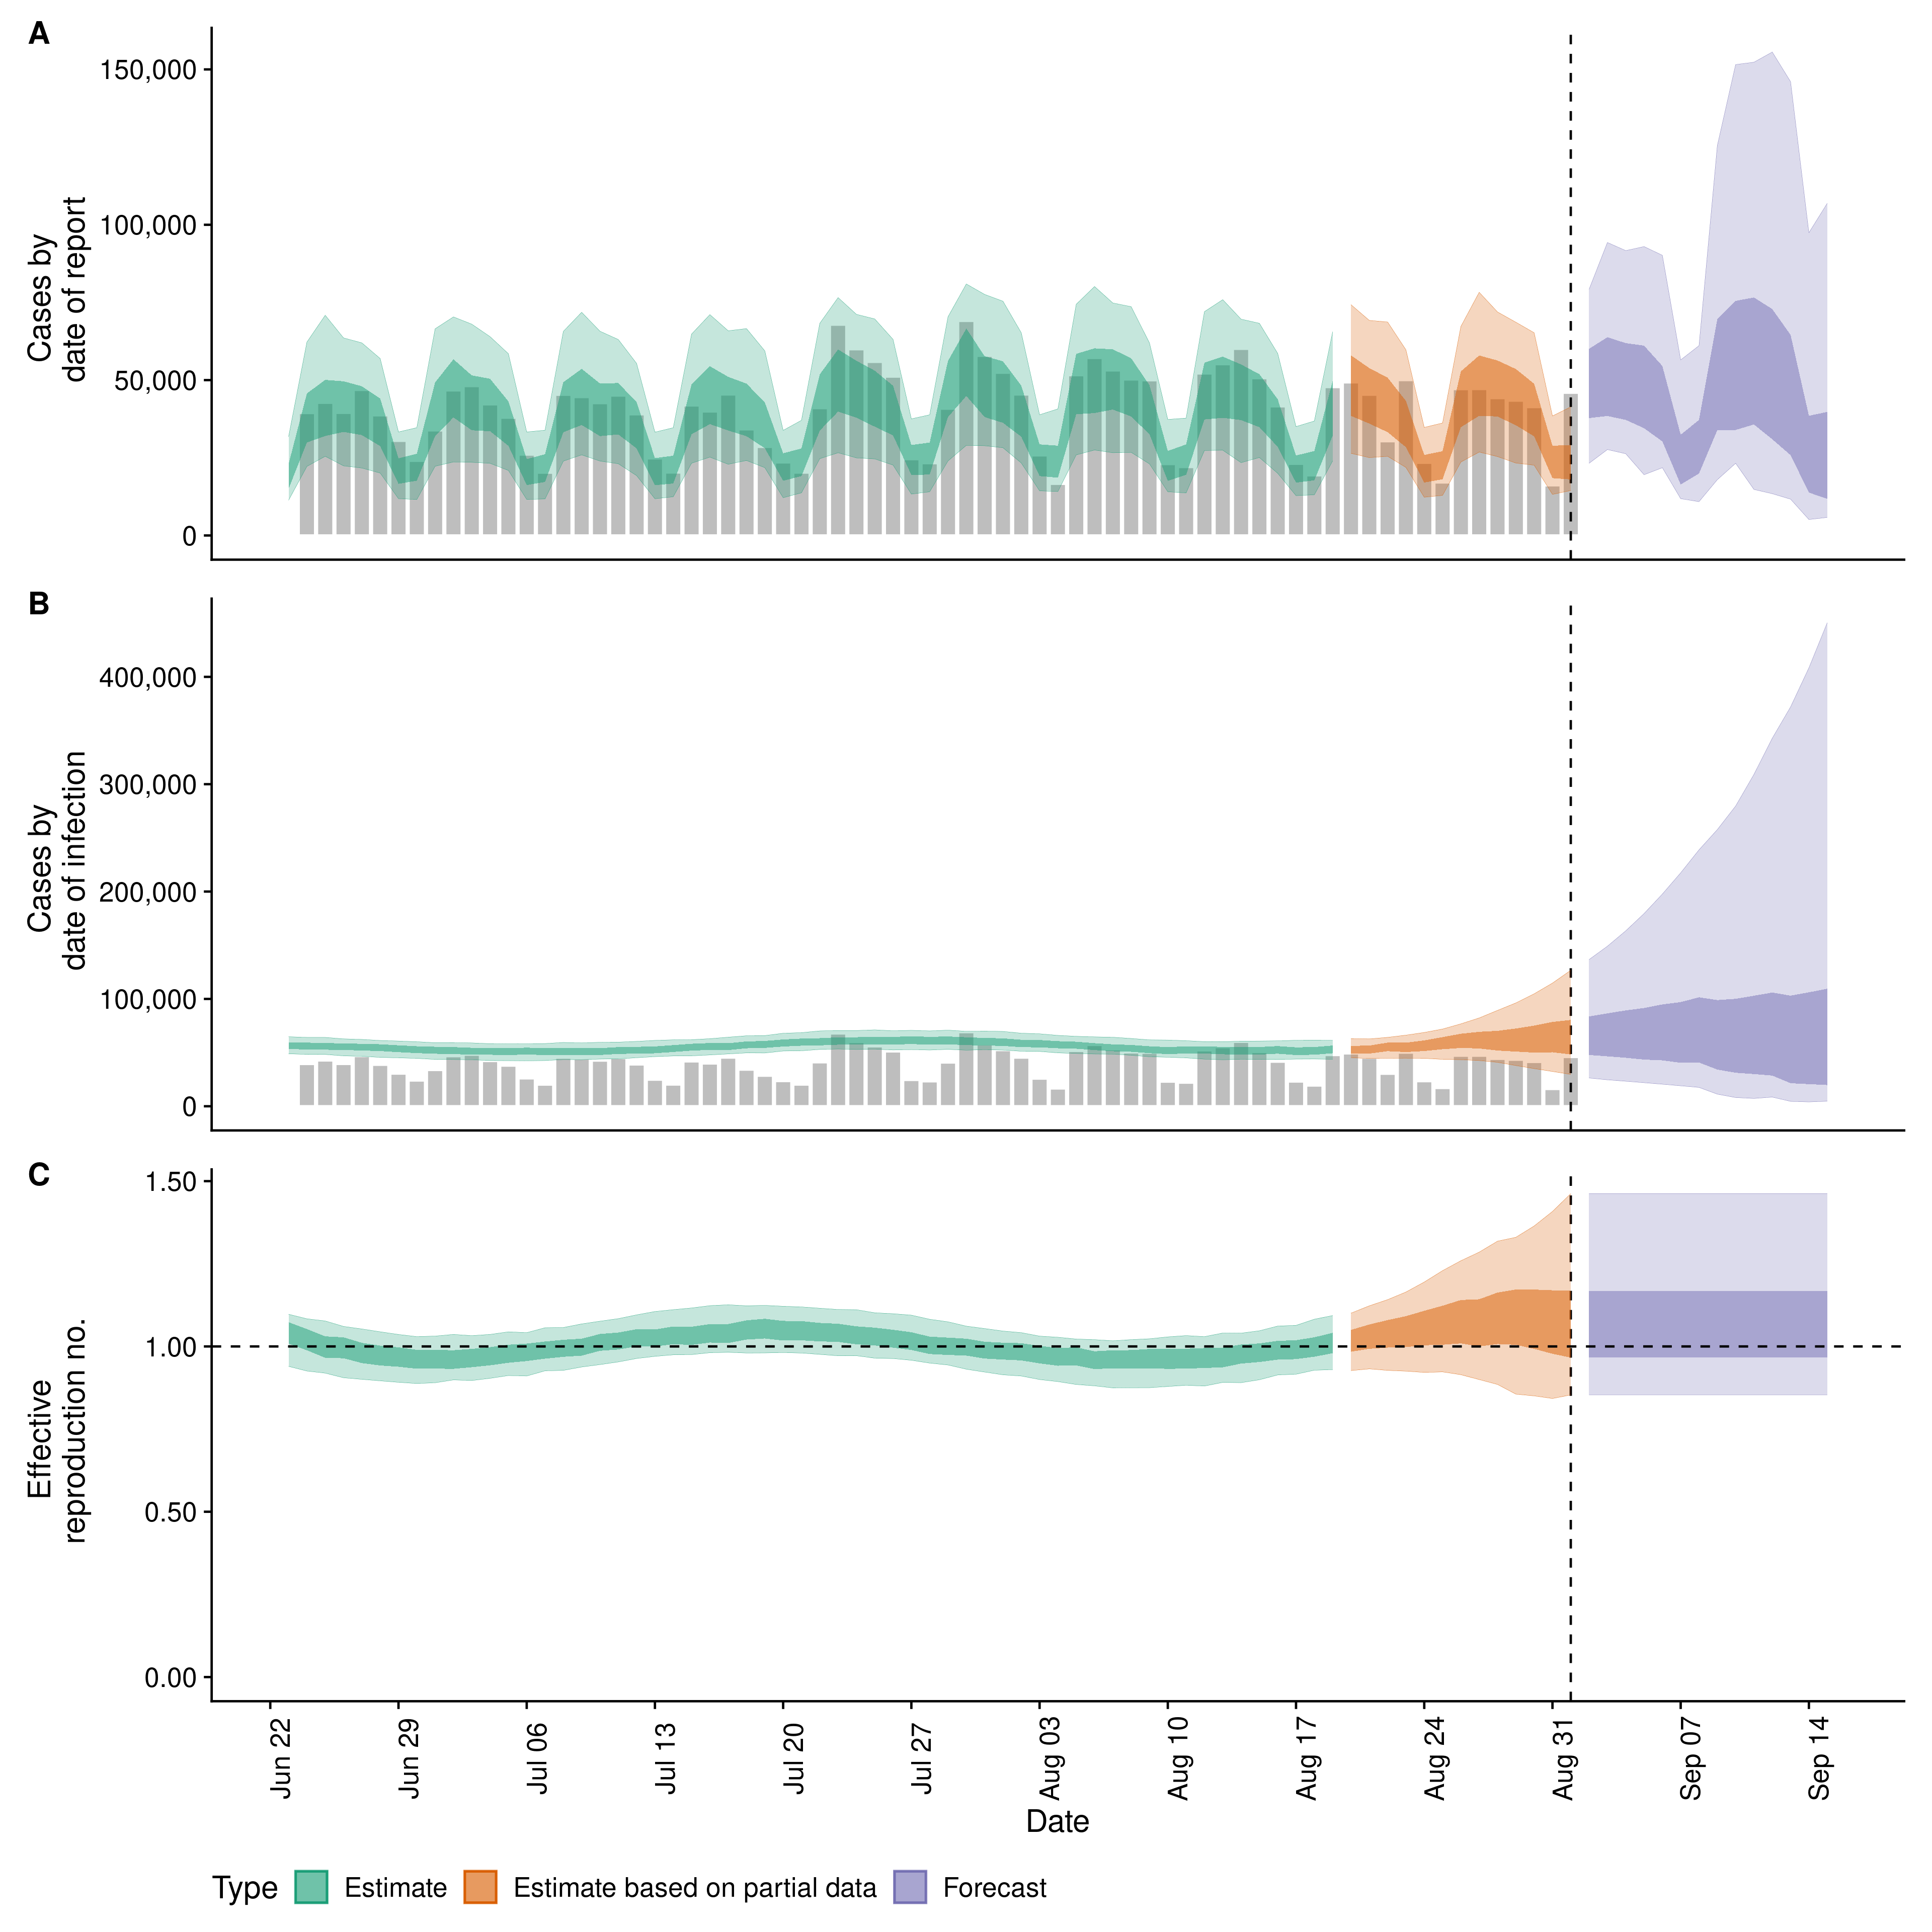 A
150,000
100,000
50,000
0
Cases by
date of report
B
400,000
300,000
200,000
100,000
0
Cases by
date of infection
C
1.50
1.00
0.50
0.00
Effective
reproduction no.
Jun 22
Jun 29
Jul 06
Jul 13
Jul 20
Jul 27
Aug 03
Aug 10
Aug 17
Aug 24
Aug 31
Sep 07
Sep 14
Date
Type Estimate Estimate based on partial data Forecast